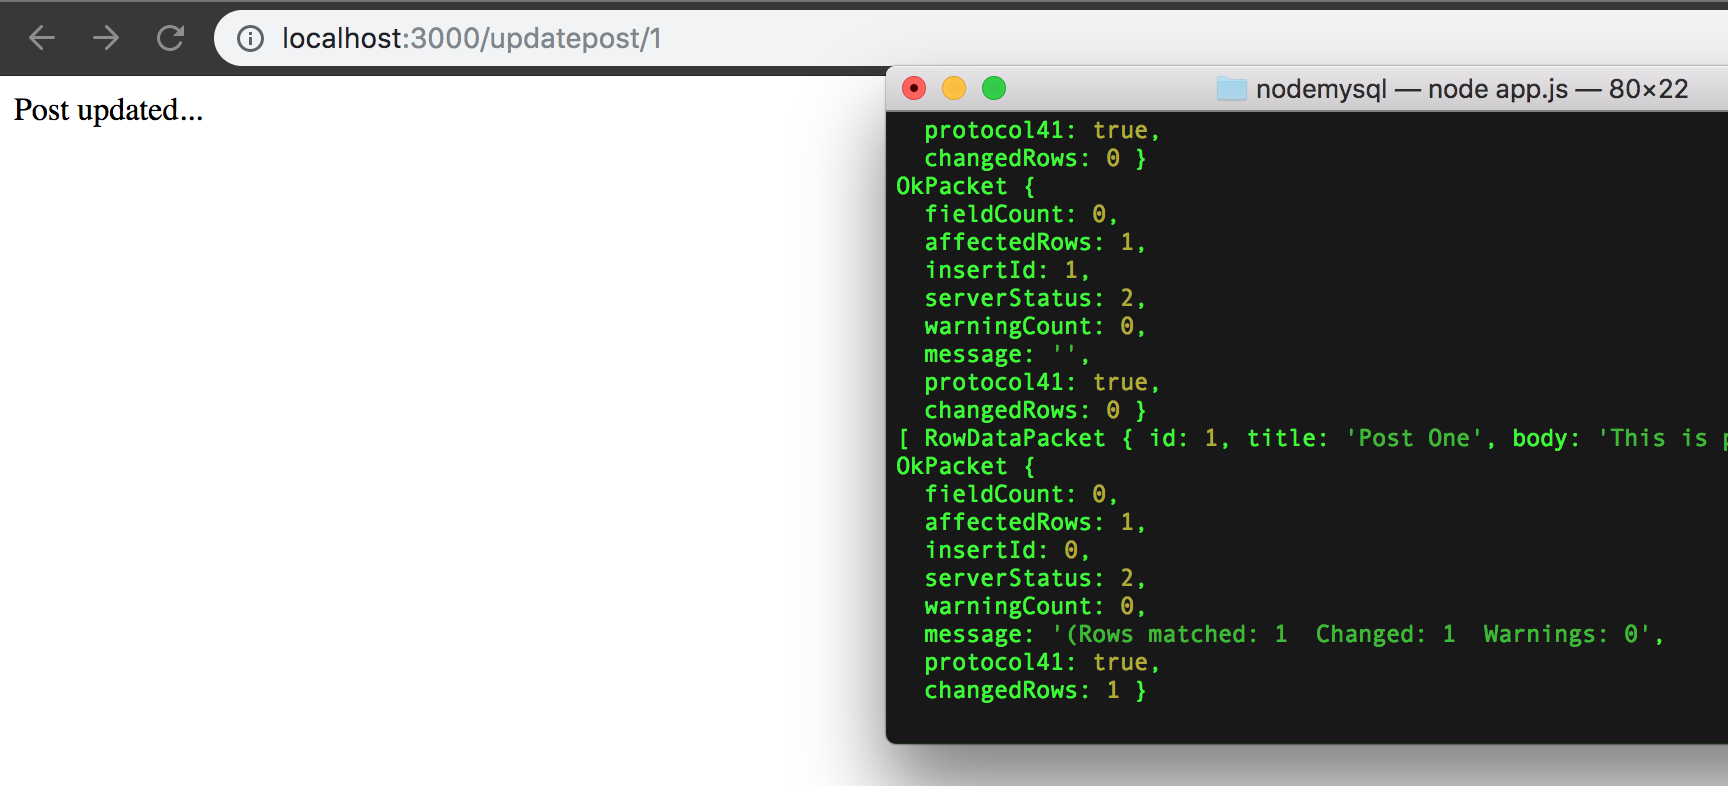 localhost:3000/updatepost/1
Post updated...
nodemysql — node app.js — 80×22
protocol41: true,
changedRows: 0 }
OkPacket {
fieldCount: 0,
affectedRows: 1,
insertId: 1,
serverStatus: 2,
warningCount: 0,
message: '',
protocol41: true,
changedRows: 0 }
[ RowDataPacket { id: 1, title: 'Post One', body: 'This is
OkPacket {
fieldCount: 0,
affectedRows: 1,
insertId: 0,
serverStatus: 2,
warningCount: 0,
message: '(Rows matched: 1  Changed: 1  Warnings: 0',
protocol41: true,
changedRows: 1 }